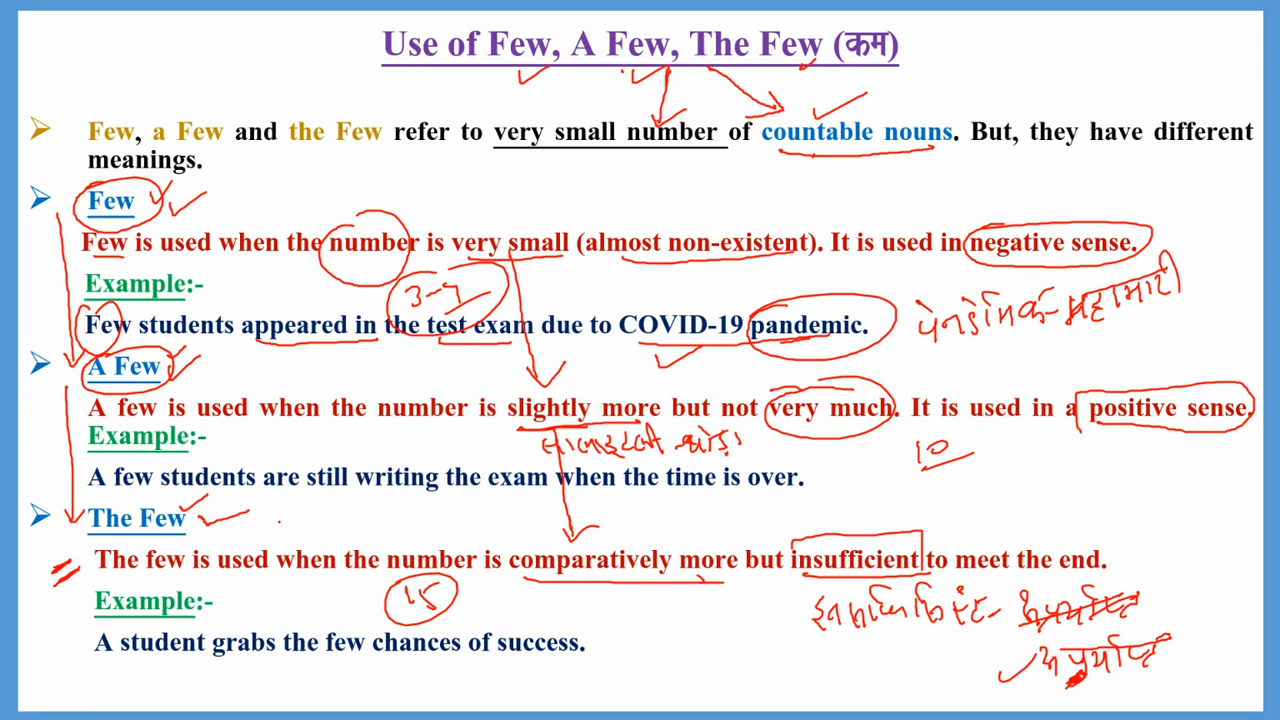 Use of Few, A Few, The Few (कम)
Few, a Few and the Few refer to very small number of countable nouns. But, they have different
meanings.
Few
Few is used when the number is very small (almost non-existent). It is used in negative sense.
Example:-
3-4
Few students appeared in the test exam due to COVID-19 pandemic.
A Few
A few is used when the number is slightly more but not very much. It is used in a positive sense.
Example:-
10
A few students are still writing the exam when the time is over.
The Few
The few is used when the number is comparatively more but insufficient to meet the end.
Example:-
15
A student grabs the few chances of success.
अपर्याप्त